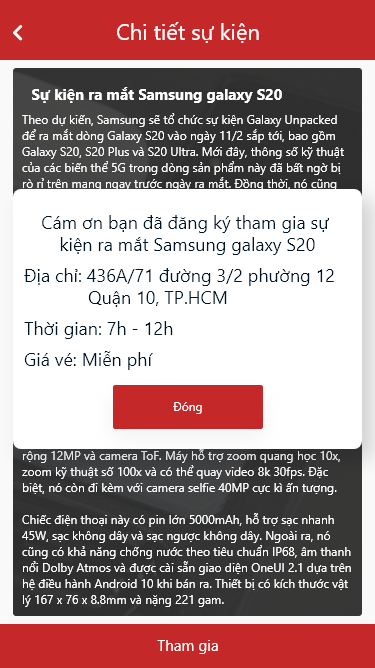 Chi tiết sự kiện
Sự kiện ra mắt Samsung galaxy S20
Theo dự kiến, Samsung sẽ tổ chức sự kiện Galaxy Unpacked
để ra mắt dòng Galaxy S20 vào ngày 11/2 sắp tới, bao gồm
Galaxy S20, S20 Plus và S20 Ultra. Mới đây, thông số kỹ thuật
của các biến thể 5G trong dòng sản phẩm này đã bất ngờ bị
rò rỉ trên mạng ngay trước ngày ra mắt. Đồng thời, nó cũng
Cám ơn bạn đã đăng ký tham gia sự
kiện ra mắt Samsung galaxy S20
Địa chỉ: 436A/71 đường 3/2 phường 12
Quận 10, TP.HCM
Thời gian: 7h - 12h
Giá vé: Miễn phí
Đóng
rộng 12MP và camera ToF. Máy hỗ trợ zoom quang học 10x,
zoom kỹ thuật số 100x và có thể quay video 8k 30fps. Đặc
biệt, nó còn đi kèm với camera selfie 40MP cực kì ấn tượng.
Chiếc điện thoại này có pin lớn 5000mAh, hỗ trợ sạc nhanh
45W, sạc không dây và sạc ngược không dây. Ngoài ra, nó
cũng có khả năng chống nước theo tiêu chuẩn IP68, âm thanh
nổi Dolby Atmos và được cài sẵn giao diện OneUI 2.1 dựa trên
hệ điều hành Android 10 khi bán ra. Thiết bị có kích thước vật
lý 167 x 76 x 8.8mm và nặng 221 gam.
Tham gia